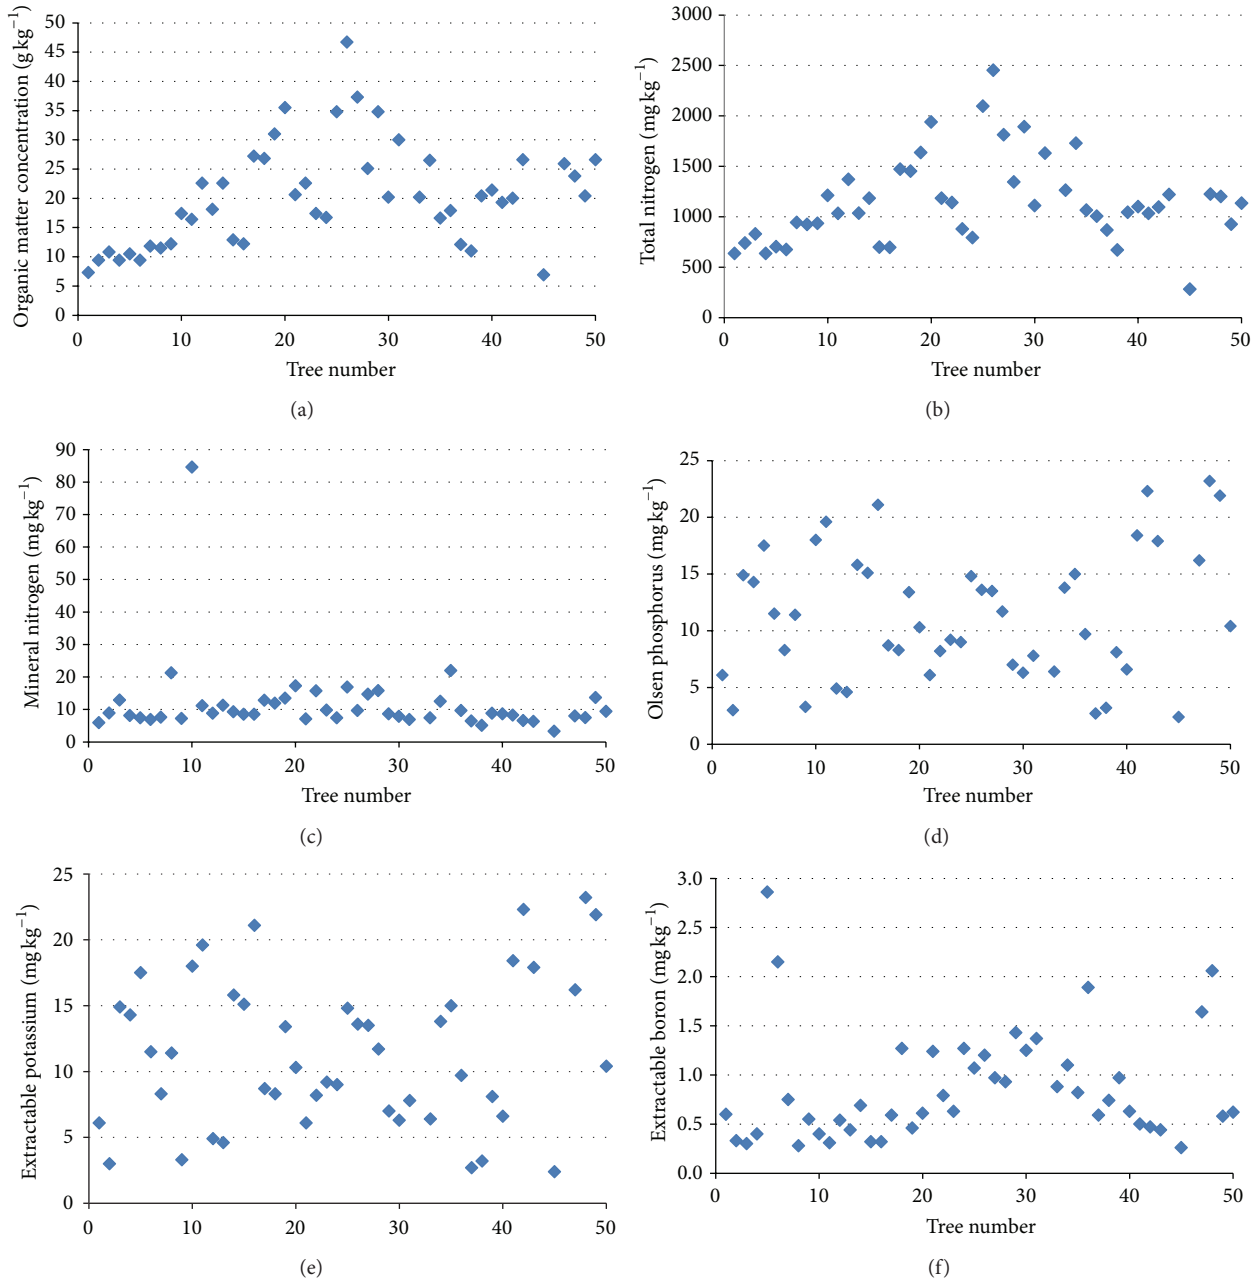 Organic matter concentration (g kg−1)
50
45
40
35
30
25
20
15
10
5
0
0 10 20 30 40 50
Tree number
(a)
Total nitrogen (mg kg−1)
3000
2500
2000
1500
1000
500
0
0 10 20 30 40 50
Tree number
(b)
Mineral nitrogen (mg kg−1)
90
80
70
60
50
40
30
20
10
0
0 10 20 30 40 50
Tree number
(c)
Olsen phosphorus (mg kg−1)
25
20
15
10
5
0
0 10 20 30 40 50
Tree number
(d)
Extractable potassium (mg kg−1)
25
20
15
10
5
0
0 10 20 30 40 50
(e)
Extractable boron (mg kg−1)
3.0
2.5
2.0
1.5
1.0
0.5
0.0
0 10 20 30 40 50
Tree number
(f)